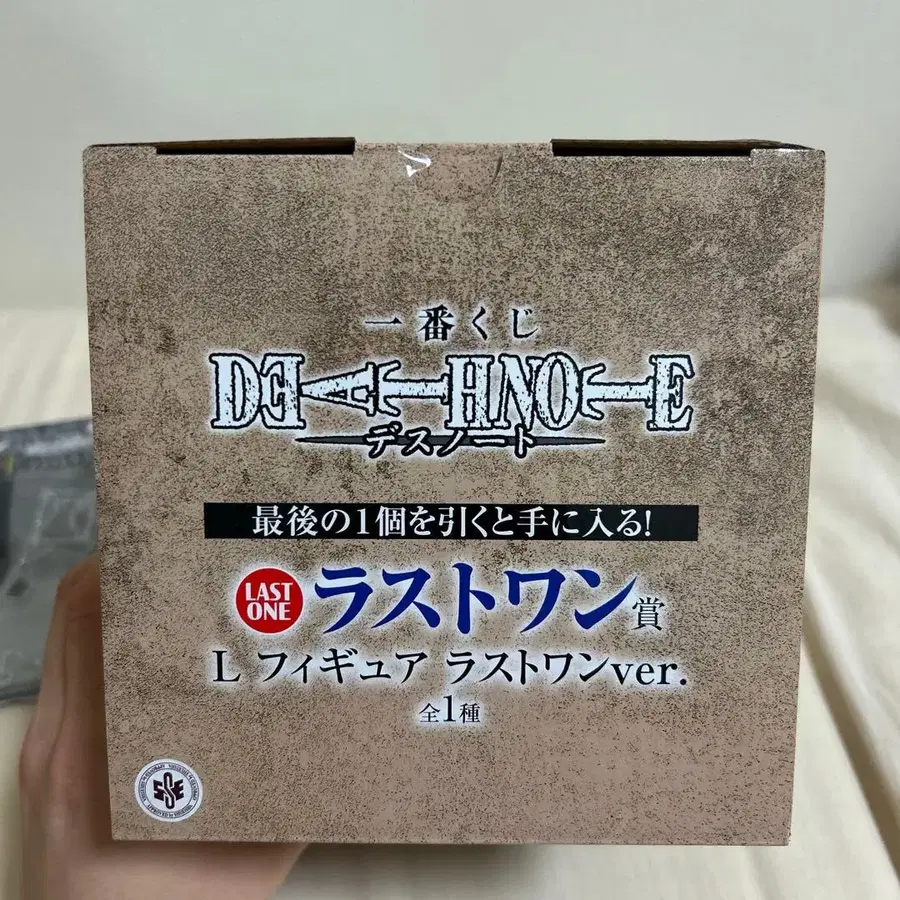 一番くじ
DEATH NOTE
デスノート
最後の1個を引くと手に入る!
LAST ONE ラストワン賞
L フィギュア ラストワンver.
全1種